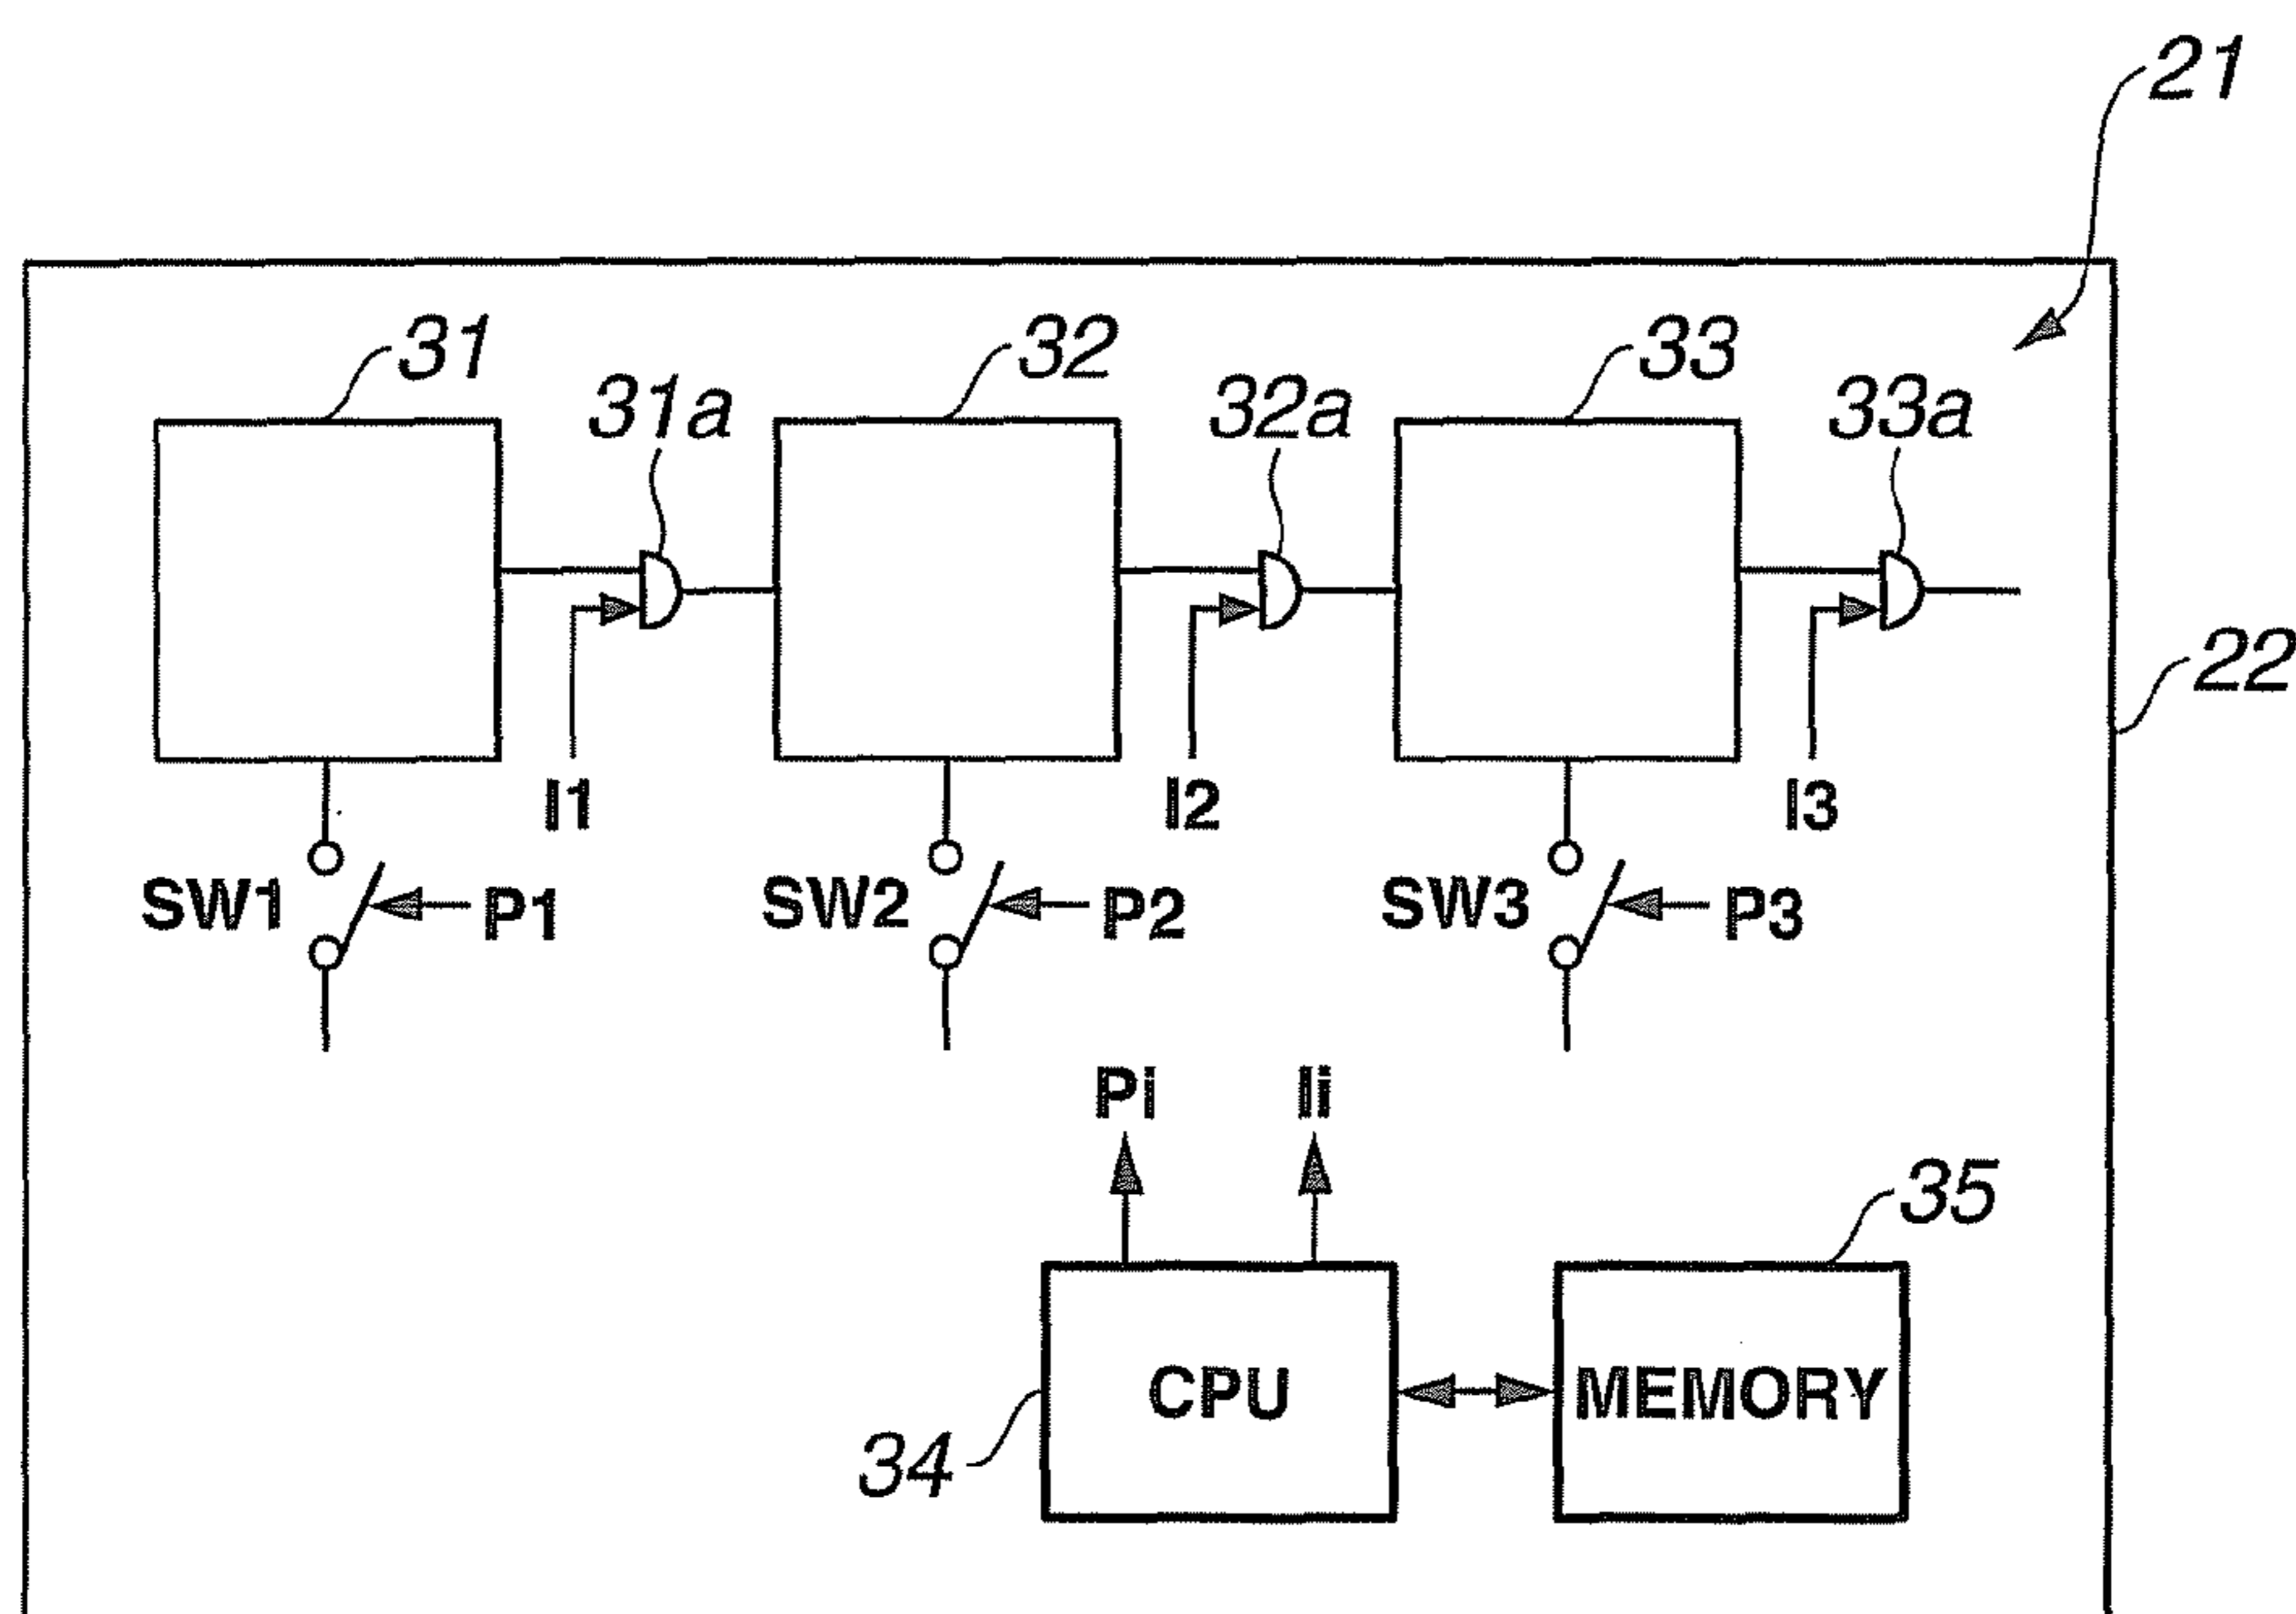 21
31
31a
32
32a
33
33a
22
I1
I2
I3
SW1
P1
SW2
P2
SW3
P3
Pi
Ii
35
CPU
MEMORY
34